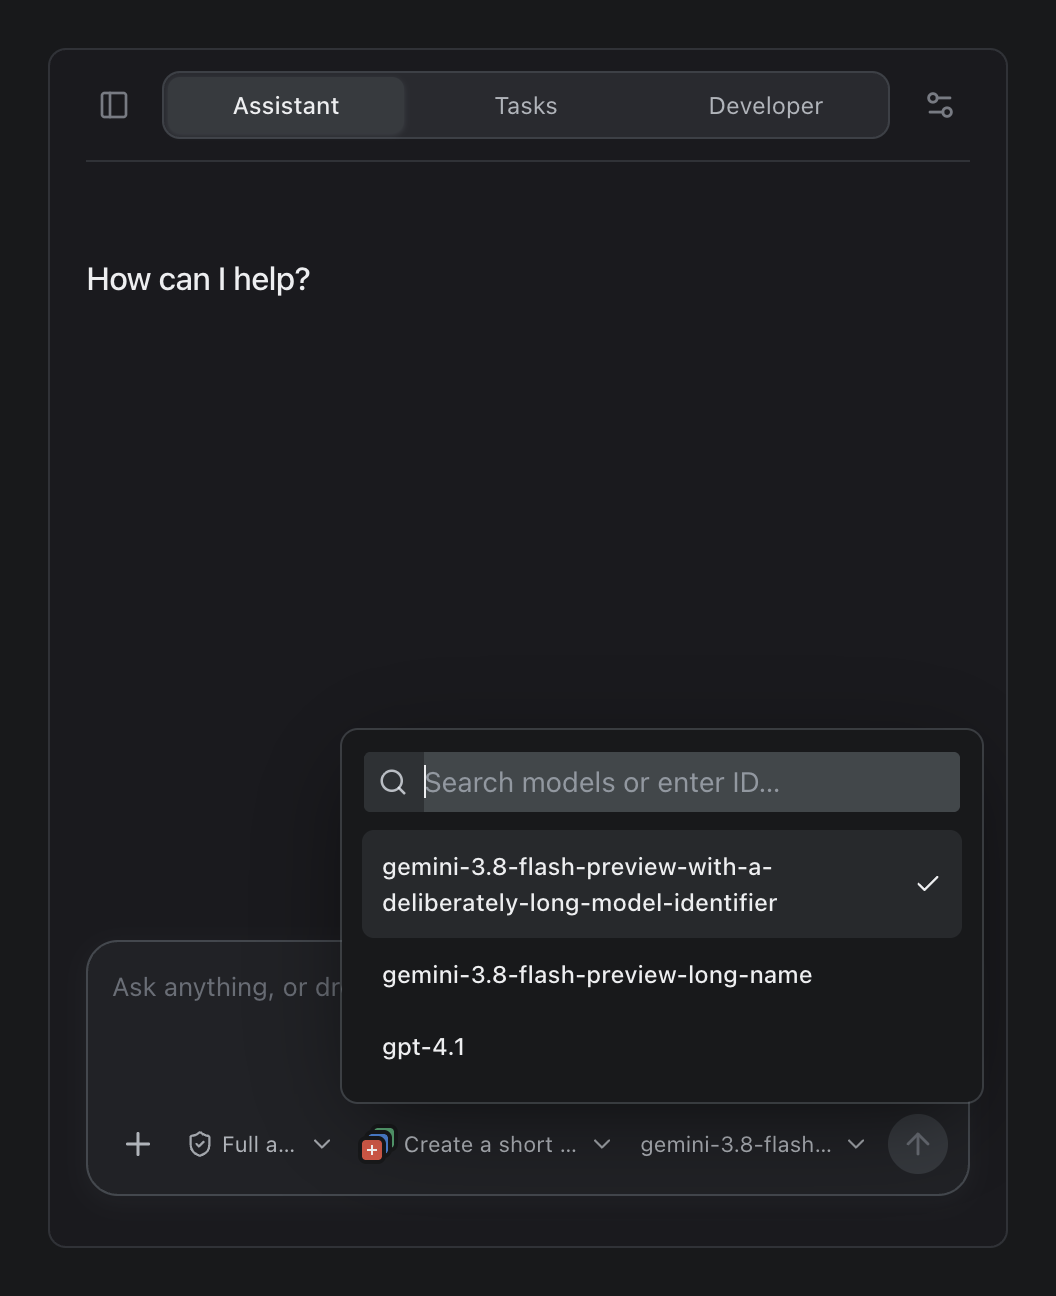 Assistant
Tasks
Developer
How can I help?
Search models or enter ID...
gemini-3.8-flash-preview-with-a-
deliberately-long-model-identifier
gemini-3.8-flash-preview-long-name
gpt-4.1
Ask anything, or dr
Full a...
Create a short ...
gemini-3.8-flash...